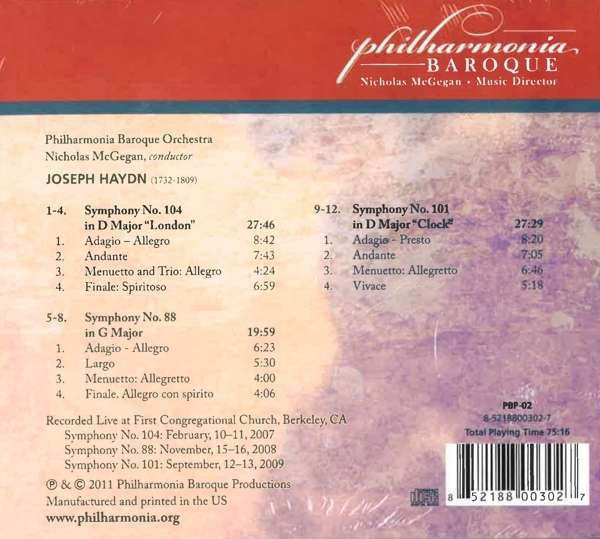 philharmonia
BAROQUE
Nicholas McGegan • Music Director
Philharmonia Baroque Orchestra
Nicholas McGegan, conductor
JOSEPH HAYDN (1732-1809)
1-4. Symphony No. 104
in D Major "London" 27:46
1. Adagio – Allegro 8:42
2. Andante 7:43
3. Menuetto and Trio: Allegro 4:24
4. Finale: Spiritoso 6:59
5-8. Symphony No. 88
in G Major 19:59
1. Adagio - Allegro 6:23
2. Largo 5:30
3. Menuetto: Allegretto 4:00
4. Finale. Allegro con spirito 4:06
9-12. Symphony No. 101
in D Major "Clock" 27:29
1. Adagio - Presto 8:20
2. Andante 7:05
3. Menuetto: Allegretto 6:46
4. Vivace 5:18
Recorded Live at First Congregational Church, Berkeley, CA
Symphony No. 104: February, 10–11, 2007
Symphony No. 88: November, 15–16, 2008
Symphony No. 101: September, 12–13, 2009
℗ & © 2011 Philharmonia Baroque Productions
Manufactured and printed in the US
www.philharmonia.org
PBP-02
8-5218800302-7
Total Playing Time 75:16
8 52188 00302 7